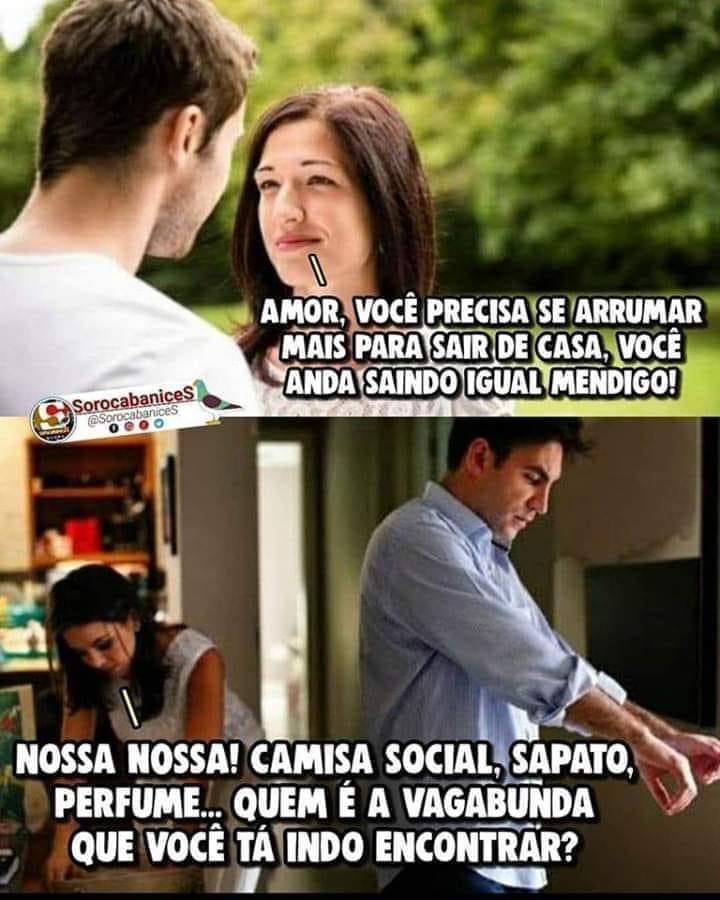 AMOR, VOCÊ PRECISA SE ARRUMAR
MAIS PARA SAIR DE CASA, VOCÊ
ANDA SAINDO IGUAL MENDIGO!
SorocabaniceS
@SorocabaniceS
NOSSA NOSSA! CAMISA SOCIAL, SAPATO,
PERFUME... QUEM É A VAGABUNDA
QUE VOCÊ TÁ INDO ENCONTRAR?